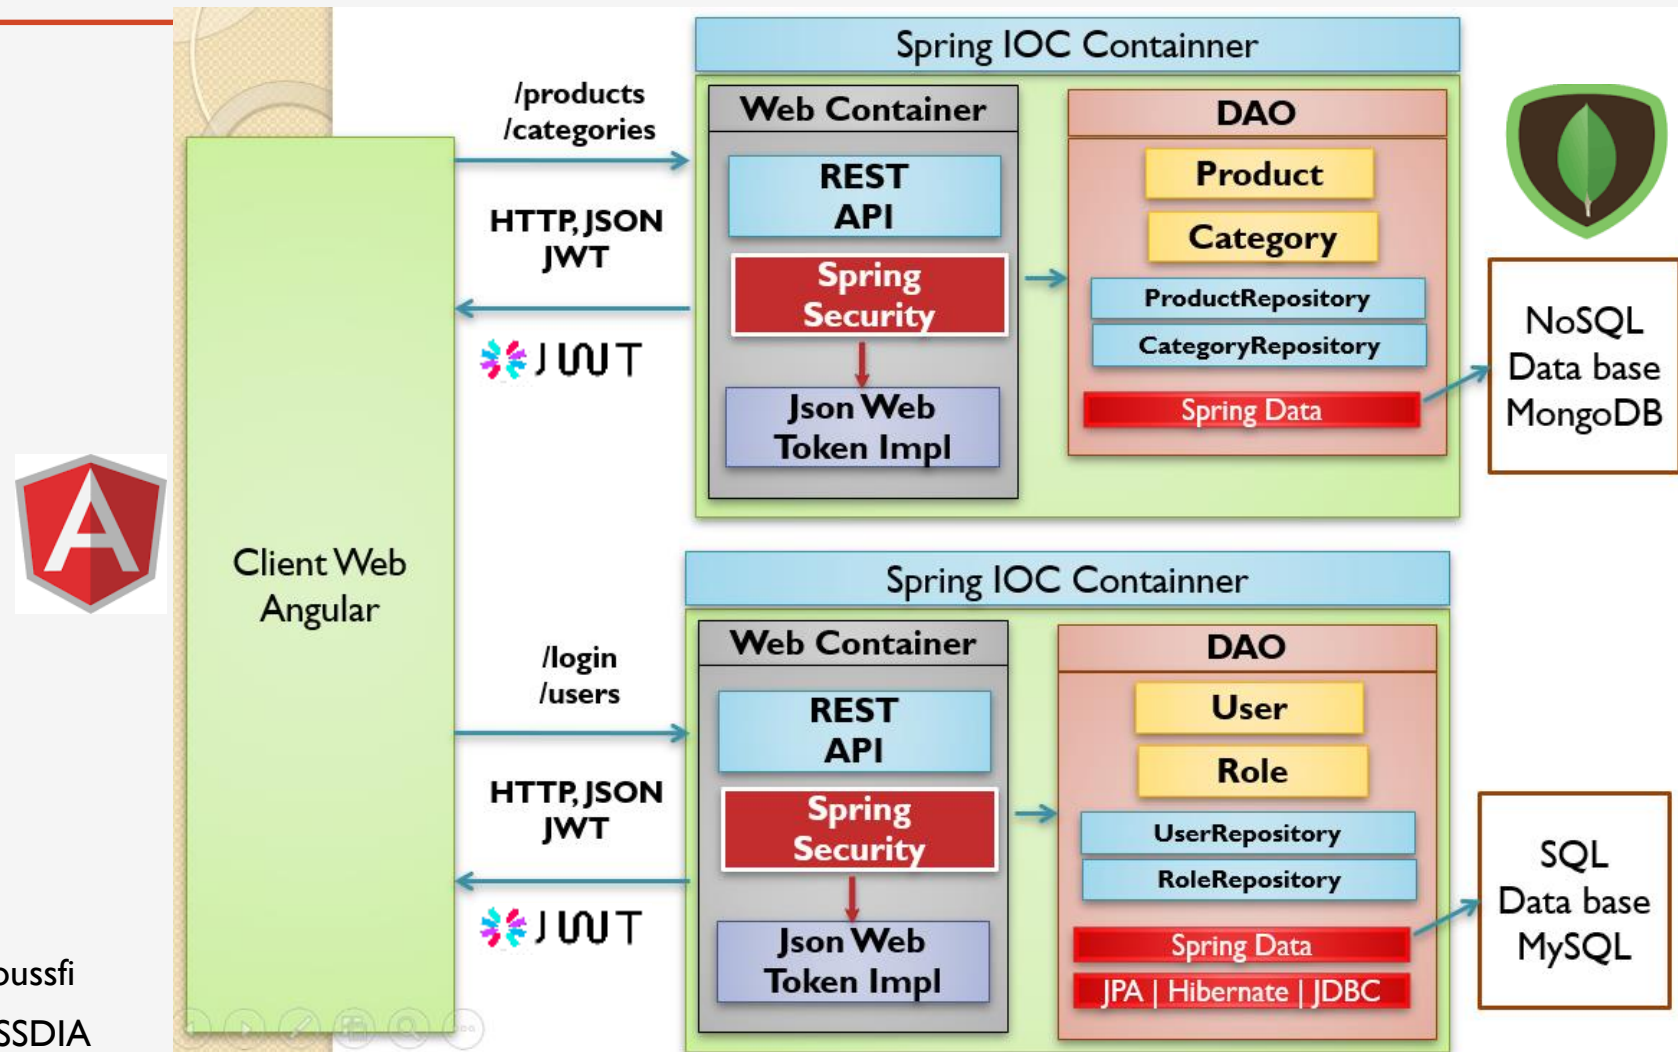 Spring IOC Containner
/products
/categories
HTTP, JSON
JWT
JWT
Web Container
REST
API
Spring
Security
Json Web
Token Impl
DAO
Product
Category
ProductRepository
CategoryRepository
Spring Data
NoSQL
Data base
MongoDB
Client Web
Angular
Spring IOC Containner
/login
/users
HTTP, JSON
JWT
JWT
Web Container
REST
API
Spring
Security
Json Web
Token Impl
DAO
User
Role
UserRepository
RoleRepository
Spring Data
JPA | Hibernate | JDBC
SQL
Data base
MySQL
oussfi
SSDIA